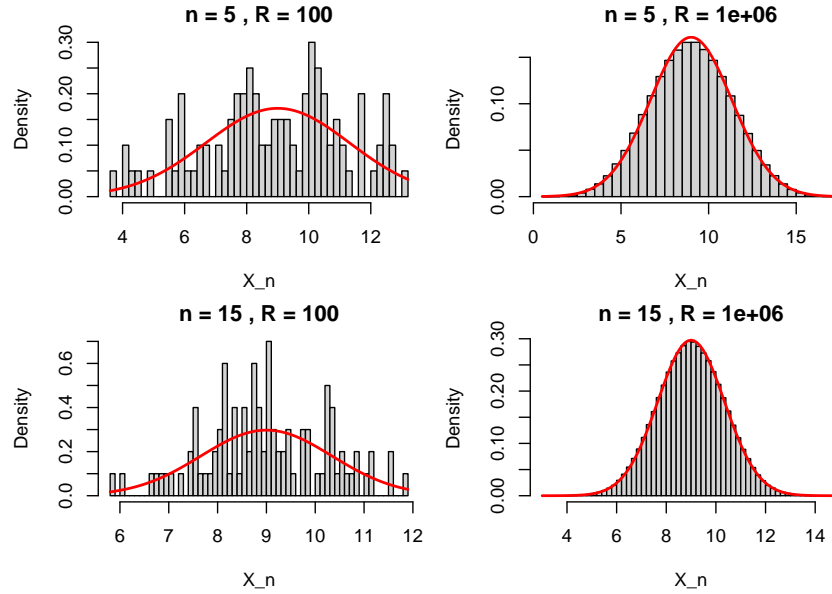 n = 5 , R = 100
Density
0.00 0.10 0.20 0.30
4 6 8 10 12
X_n
n = 5 , R = 1e+06
Density
0.00 0.10
0 5 10 15
X_n
n = 15 , R = 100
Density
0.0 0.2 0.4 0.6
6 7 8 9 10 11 12
X_n
n = 15 , R = 1e+06
Density
0.00 0.10 0.20 0.30
4 6 8 10 12 14
X_n